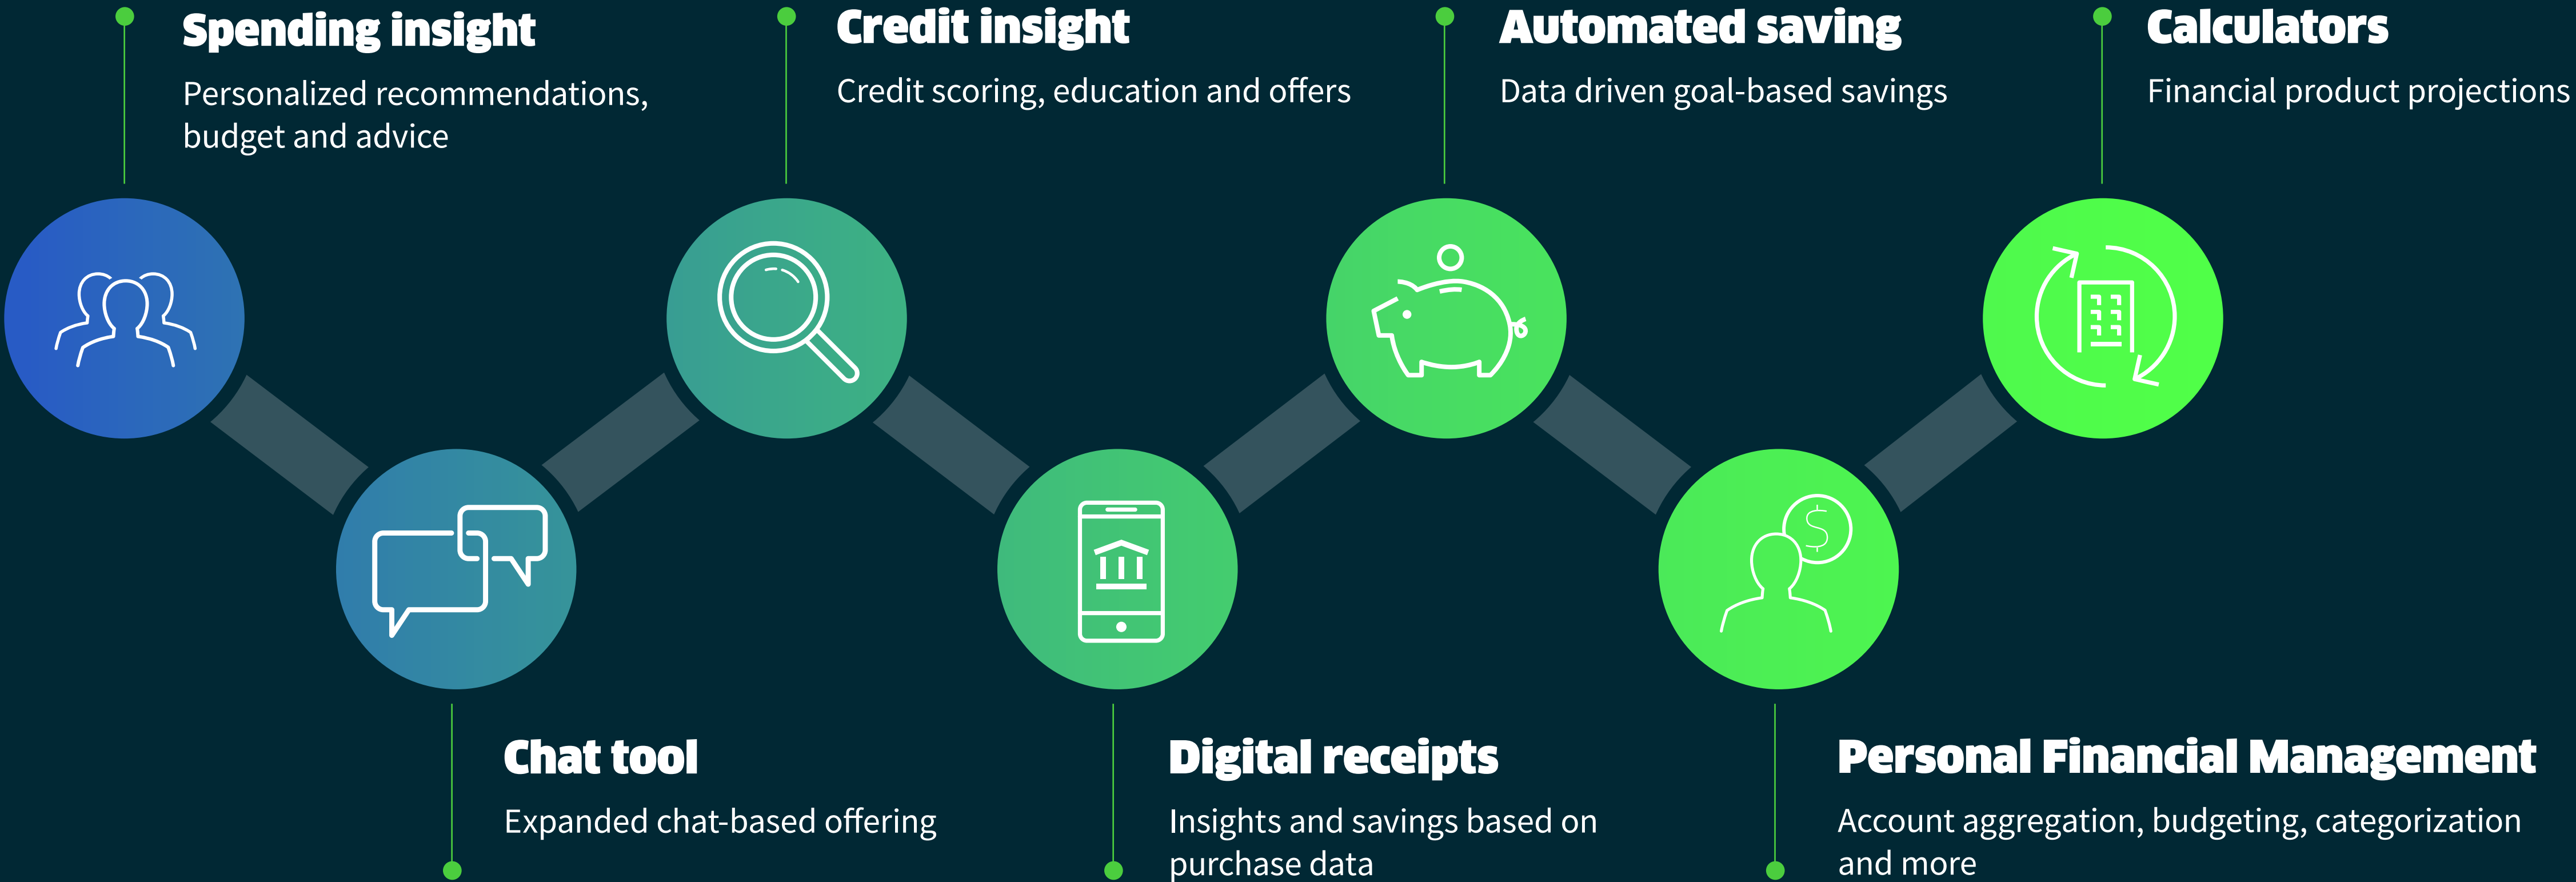 Spending insight
Personalized recommendations,
budget and advice
Credit insight
Credit scoring, education and offers
Automated saving
Data driven goal-based savings
Calculators
Financial product projections
$
Chat tool
Expanded chat-based offering
Digital receipts
Insights and savings based on
purchase data
Personal Financial Management
Account aggregation, budgeting, categorization
and more